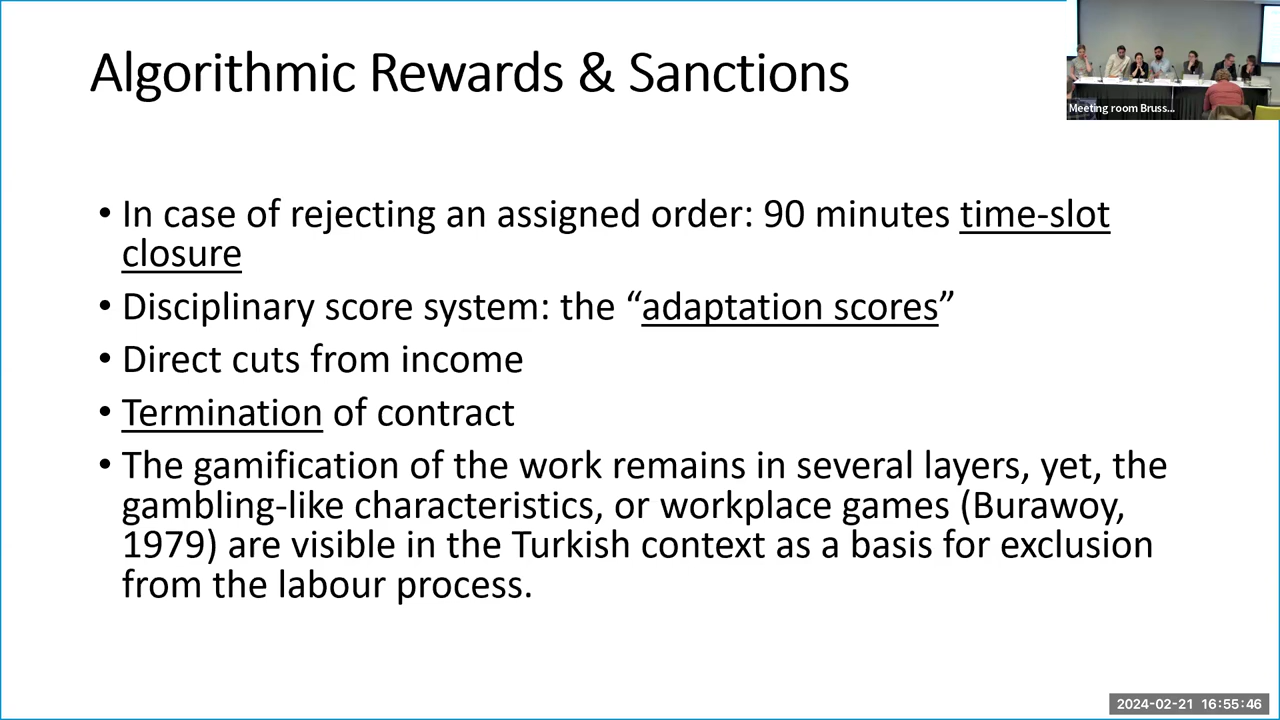 Algorithmic Rewards & Sanctions
Meeting room Bruss...
• In case of rejecting an assigned order: 90 minutes time-slot
closure
• Disciplinary score system: the “adaptation scores”
• Direct cuts from income
• Termination of contract
• The gamification of the work remains in several layers, yet, the
gambling-like characteristics, or workplace games (Burawoy,
1979) are visible in the Turkish context as a basis for exclusion
from the labour process.
2024-02-21 16:55:46